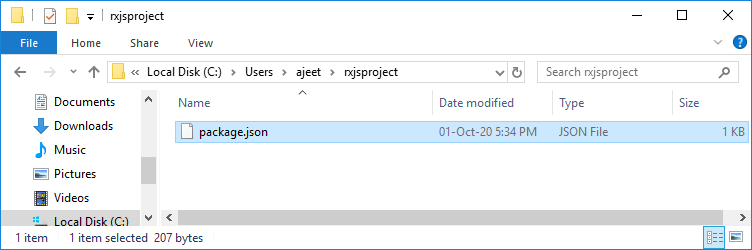 rxjsproject
File Home Share View
Local Disk (C:) Users ajeet rxjsproject Search rxjsproject
Documents
Downloads
Music
Pictures
Videos
Local Disk (C:)
Name Date modified Type Size
package.json 01-Oct-20 5:34 PM JSON File 1 KB
1 item 1 item selected 207 bytes